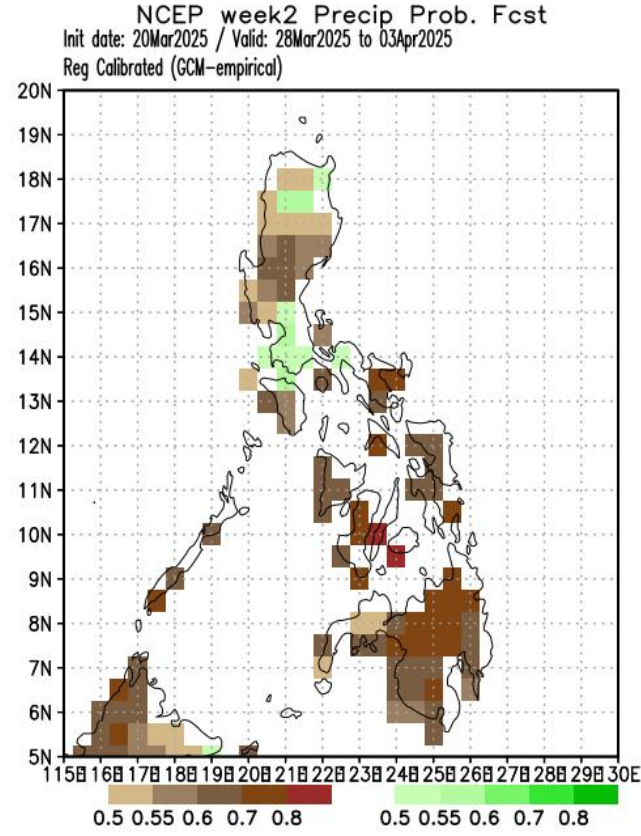 NCEP week2 Precip Prob. Fcst
Init date: 20Mar2025 / Valid: 28Mar2025 to 03Apr2025
Reg Calibrated (GCM-empirical)
20N
19N
18N
17N
16N
15N
14N
13N
12N
11N
10N
9N
8N
7N
6N
5N
115E 116E 117E 118E 119E 120E 121E 122E 123E 124E 125E 126E 127E 128E 129E 130E
0.5 0.55 0.6 0.7 0.8 0.5 0.55 0.6 0.7 0.8